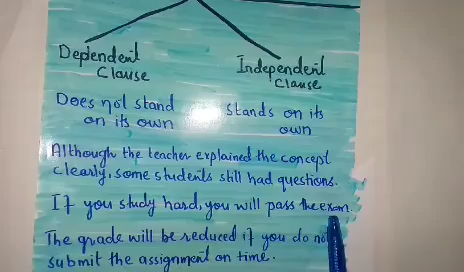 Dependent Independent
Clause Clause
Does not stand Stands on its
on its own own
Although the teacher explained the concept
clearly, some students still had questions.
If you study hard, you will pass the exam.
The grade will be reduced if you do not
submit the assignment on time.